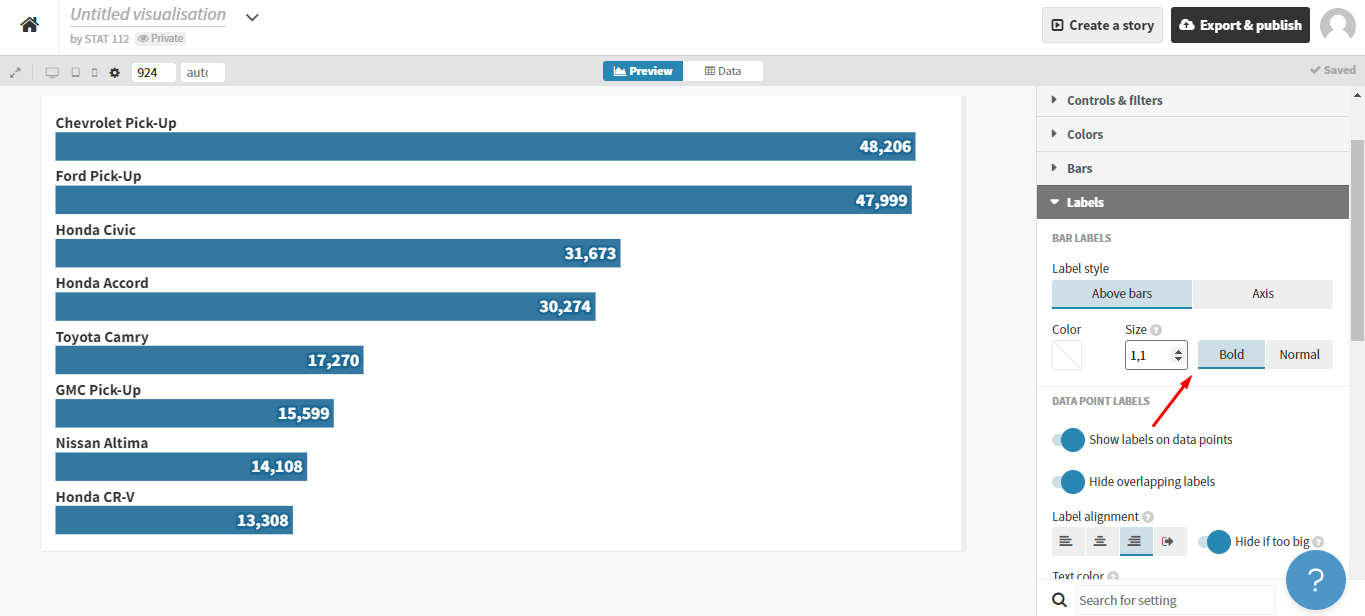 Untitled visualisation
by STAT 112 Private
Create a story
Export & publish
924
auto
Preview
Data
Saved
Chevrolet Pick-Up
48,206
Ford Pick-Up
47,999
Honda Civic
31,673
Honda Accord
30,274
Toyota Camry
17,270
GMC Pick-Up
15,599
Nissan Altima
14,108
Honda CR-V
13,308
Controls & filters
Colors
Bars
Labels
BAR LABELS
Label style
Above bars Axis
Color Size ?
1,1 Bold Normal
DATA POINT LABELS
Show labels on data points
Hide overlapping labels
Label alignment ?
Hide if too big ?
Text color ?
Search for setting
?